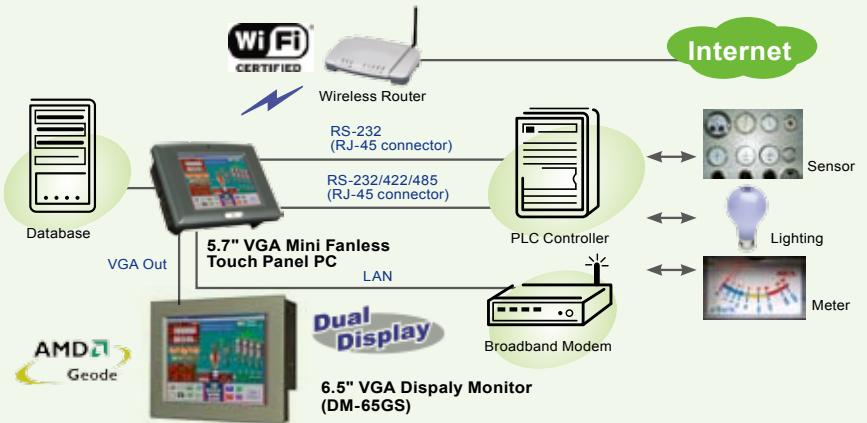 WiFi
CERTIFIED
Wireless Router
Internet
Database
RS-232
(RJ-45 connector)
RS-232/422/485
(RJ-45 connector)
PLC Controller
Sensor
Lighting
Meter
5.7" VGA Mini Fanless
Touch Panel PC
VGA Out
LAN
Broadband Modem
Dual
Display
AMD
Geode
6.5" VGA Dispaly Monitor
(DM-65GS)